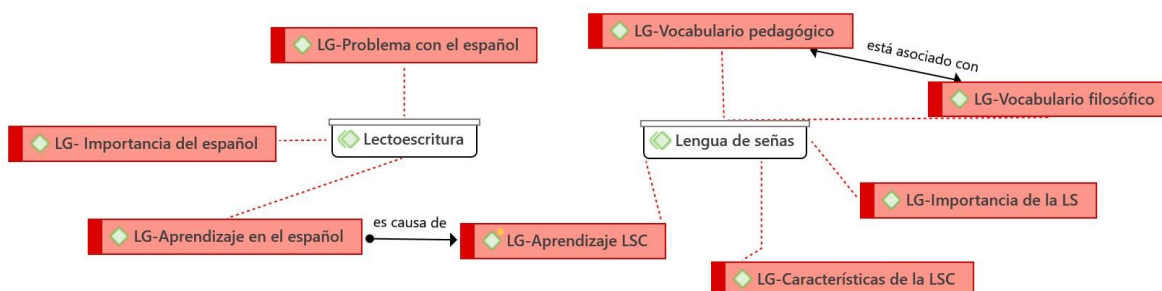 LG-Problema con el español
LG-Vocabulario pedagógico
está asociado con
LG-Vocabulario filosófico
LG- Importancia del español
Lectoescritura
Lengua de señas
LG-Importancia de la LS
LG-Aprendizaje en el español
es causa de
LG-Aprendizaje LSC
LG-Características de la LSC